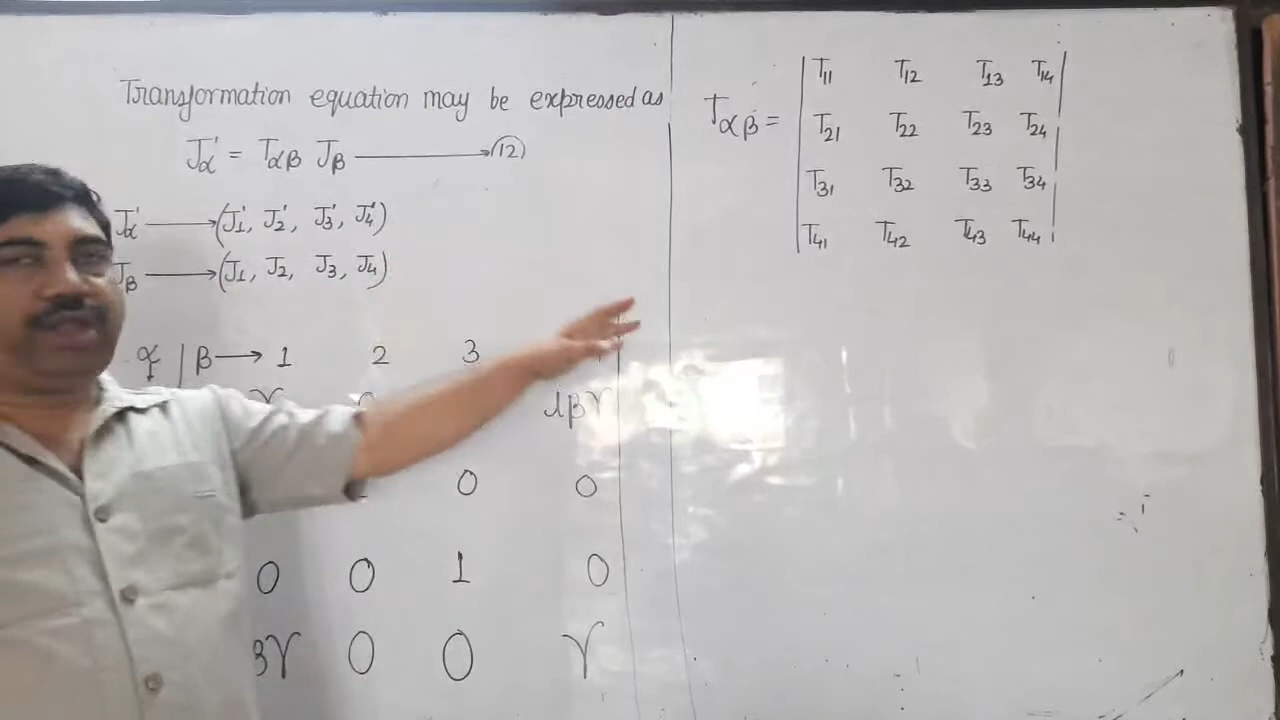 Transformation equation may be expressed as
Jα' = Tαβ Jβ ⟶ (12)
Jα' ⟶ (J1', J2', J3', J4')
Jβ ⟶ (J1, J2, J3, J4)
α | β ⟶ 1 2 3
iβγ
0 0
0 0 1 0
βγ 0 0 γ
Tαβ =
T11 T12 T13 T14
T21 T22 T23 T24
T31 T32 T33 T34
T41 T42 T43 T44